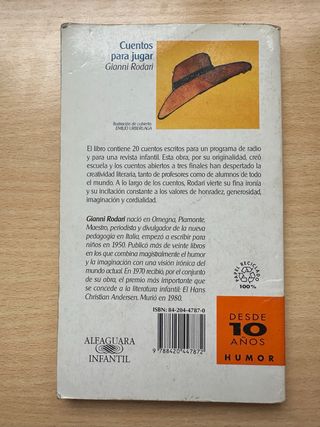 Cuentos
para jugar
Gianni Rodari
Ilustración de cubierta:
EMILIO URBERUAGA
El libro contiene 20 cuentos escritos para un programa de radio
y para una revista infantil. Esta obra, por su originalidad, creó
escuela y los cuentos abiertos a tres finales han despertado la
creatividad literaria, tanto de profesores como de alumnos de todo
el mundo. A lo largo de los cuentos, Rodari vierte su fina ironía
y su incitación constante a los valores de honradez, generosidad,
imaginación y cordialidad.
Gianni Rodari nació en Omegna, Piamonte,
Maestro, periodista y divulgador de la nueva
pedagogía en Italia, empezó a escribir para
niños en 1950. Publicó más de veinte libros
en los que combina magistralmente el humor
y la imaginación con una visión irónica del
mundo actual. En 1970 recibió, por el conjunto
de su obra, el premio más importante que
se concede a la literatura infantil: El Hans
Christian Andersen. Murió en 1980.
PAPEL RECICLADO
100%
ISBN: 84-204-4787-0
9 788420 447872
ALFAGUARA
INFANTIL
DESDE
10
AÑOS
HUMOR